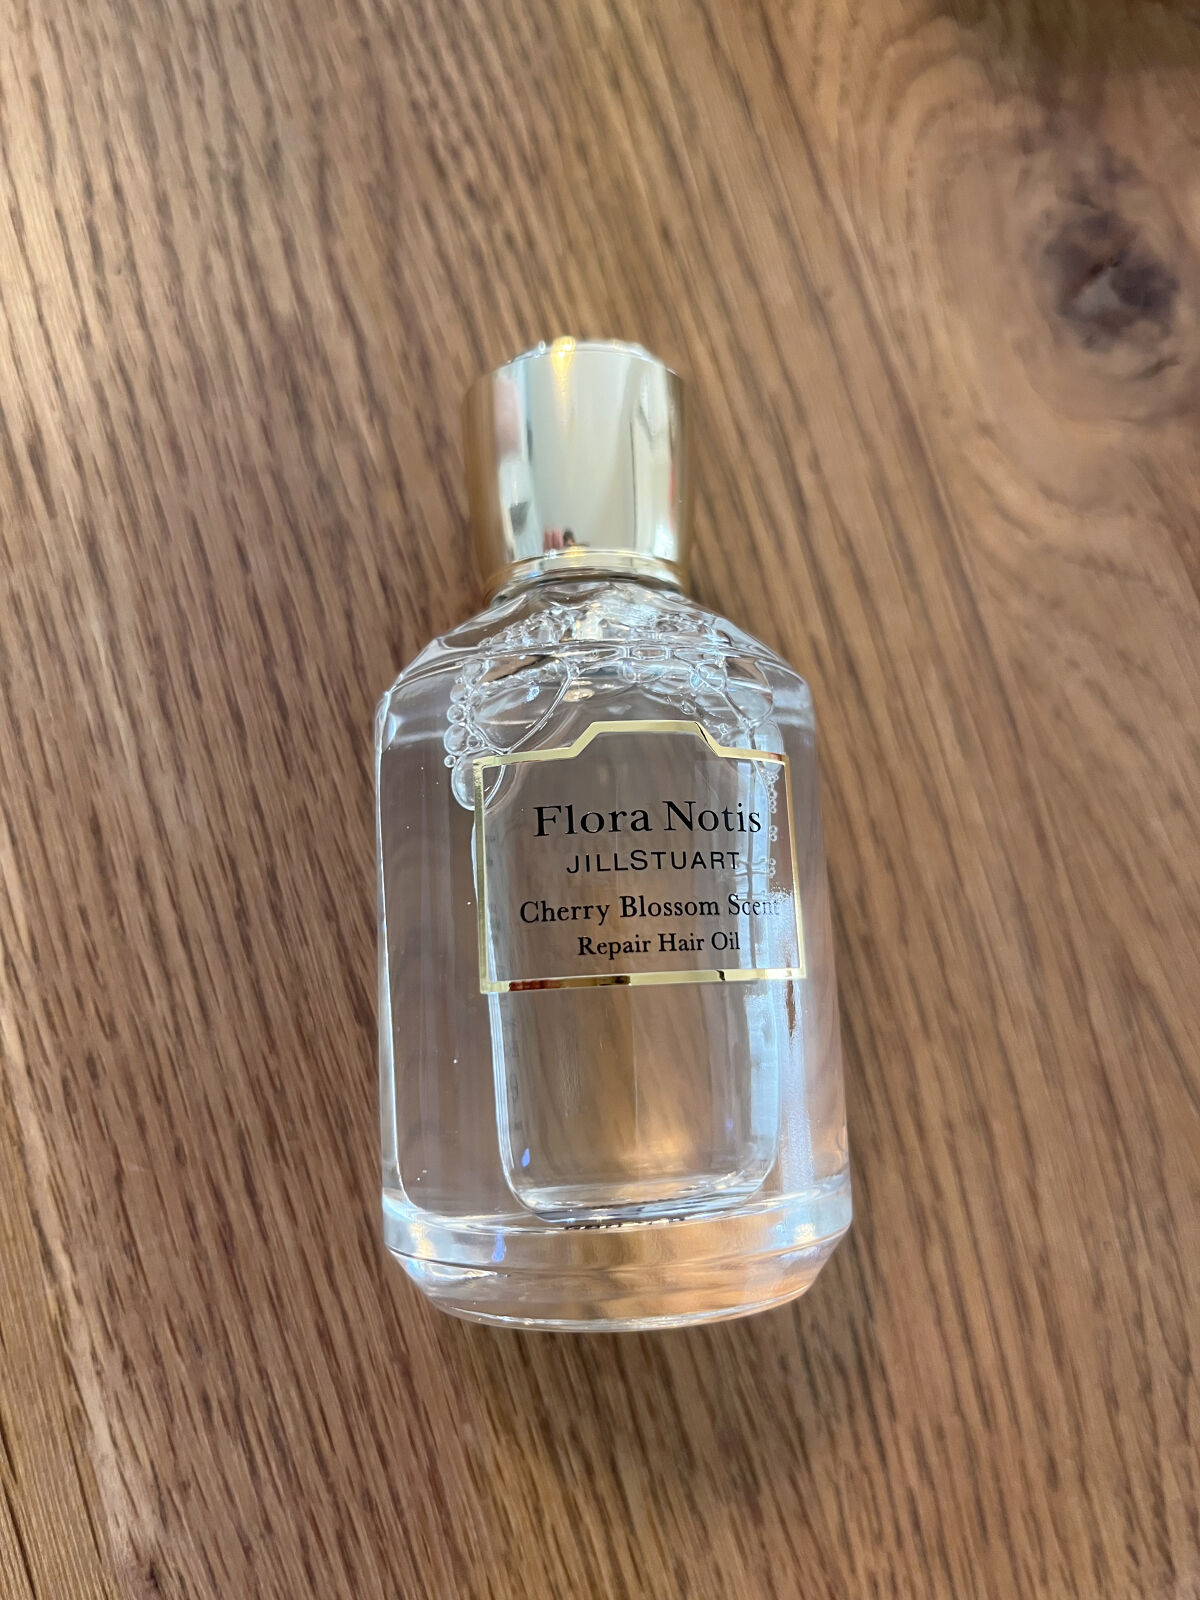 Flora Notis
JILLSTUART
Cherry Blossom Scent
Repair Hair Oil